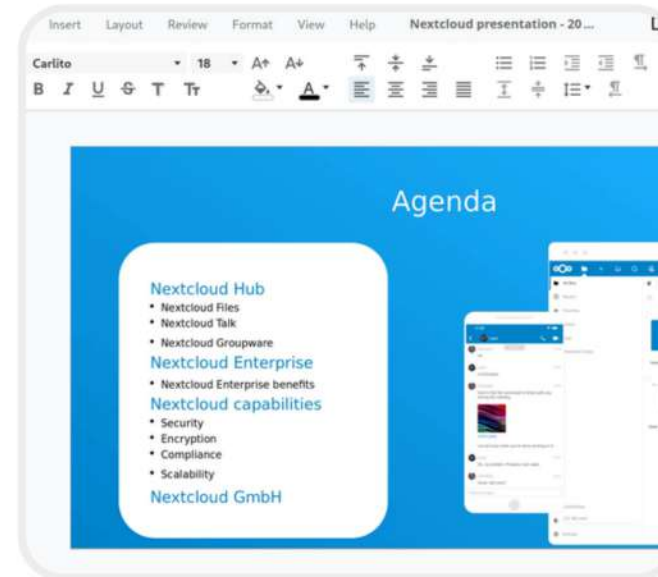 Insert Layout Review Format View Help Nextcloud presentation - 20 ...
Carlito 18
Agenda
Nextcloud Hub
• Nextcloud Files
• Nextcloud Talk
• Nextcloud Groupware
Nextcloud Enterprise
• Nextcloud Enterprise benefits
Nextcloud capabilities
• Security
• Encryption
• Compliance
• Scalability
Nextcloud GmbH